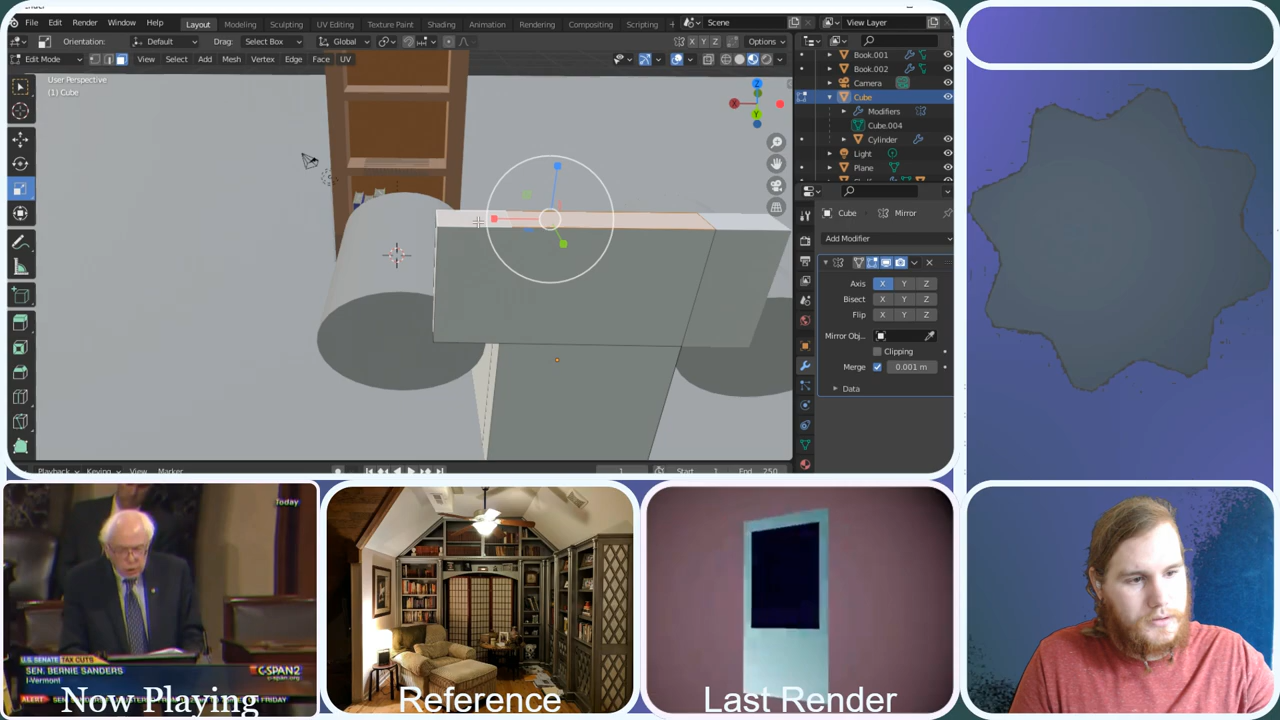 File Edit Render Window Help Layout Modeling Sculpting UV Editing Texture Paint Shading Animation Rendering Compositing Scripting Scene View Layer
Orientation: Default Drag: Select Box Global X Y Z Options
Edit Mode View Select Add Mesh Vertex Edge Face UV
User Perspective
(1) Cube
Z
X
Y
Book.001
Book.002
Camera
Cube
Modifiers
Cube.004
Cylinder
Light
Plane
Cube Mirror
Add Modifier
Axis X Y Z
Bisect X Y Z
Flip X Y Z
Mirror Obj...
Clipping
Merge 0.001 m
Data
Playback Keying View Marker 1 Start 1 End 250
Today
U.S. SENATE TAX CUTS
SEN. BERNIE SANDERS
I-Vermont
C-SPAN2
c-span.org
ALERT
FRIDAY
Now Playing
Reference
Last Render